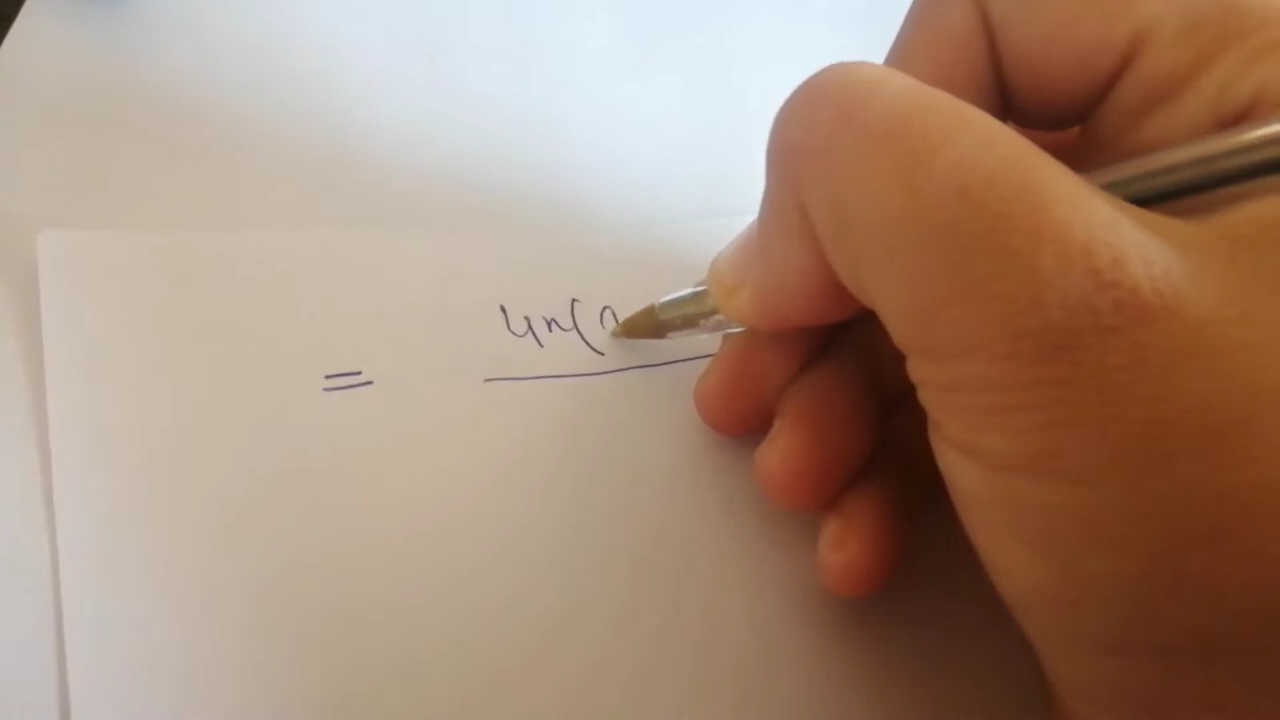 = 4n(